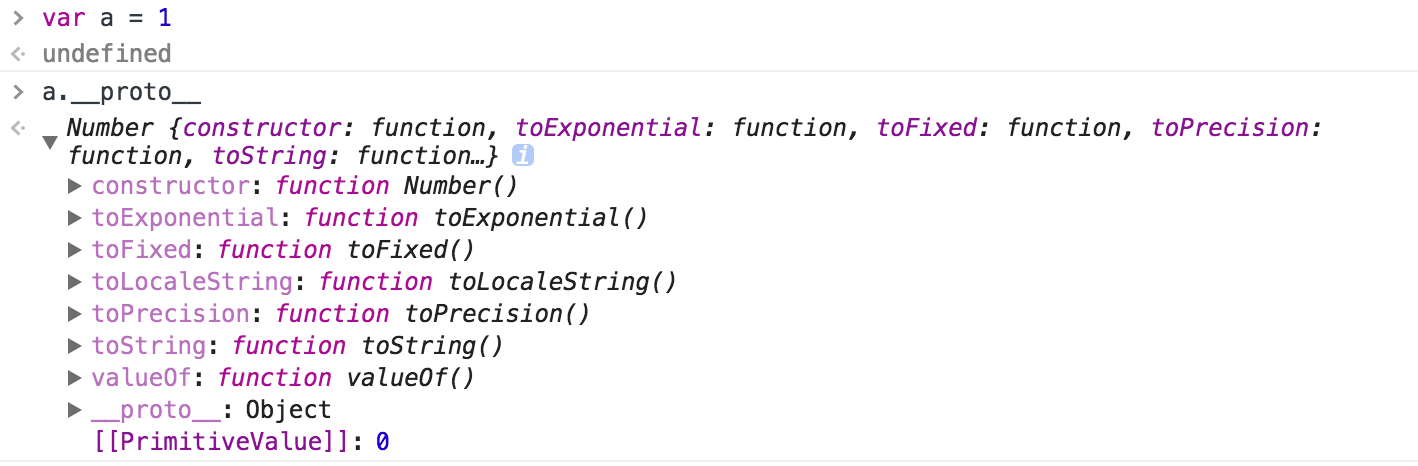 > var a = 1
<· undefined
> a.__proto__
<· ▼ Number {constructor: function, toExponential: function, toFixed: function, toPrecision:
function, toString: function…} i
▶ constructor: function Number()
▶ toExponential: function toExponential()
▶ toFixed: function toFixed()
▶ toLocaleString: function toLocaleString()
▶ toPrecision: function toPrecision()
▶ toString: function toString()
▶ valueOf: function valueOf()
▶ __proto__: Object
[[PrimitiveValue]]: 0